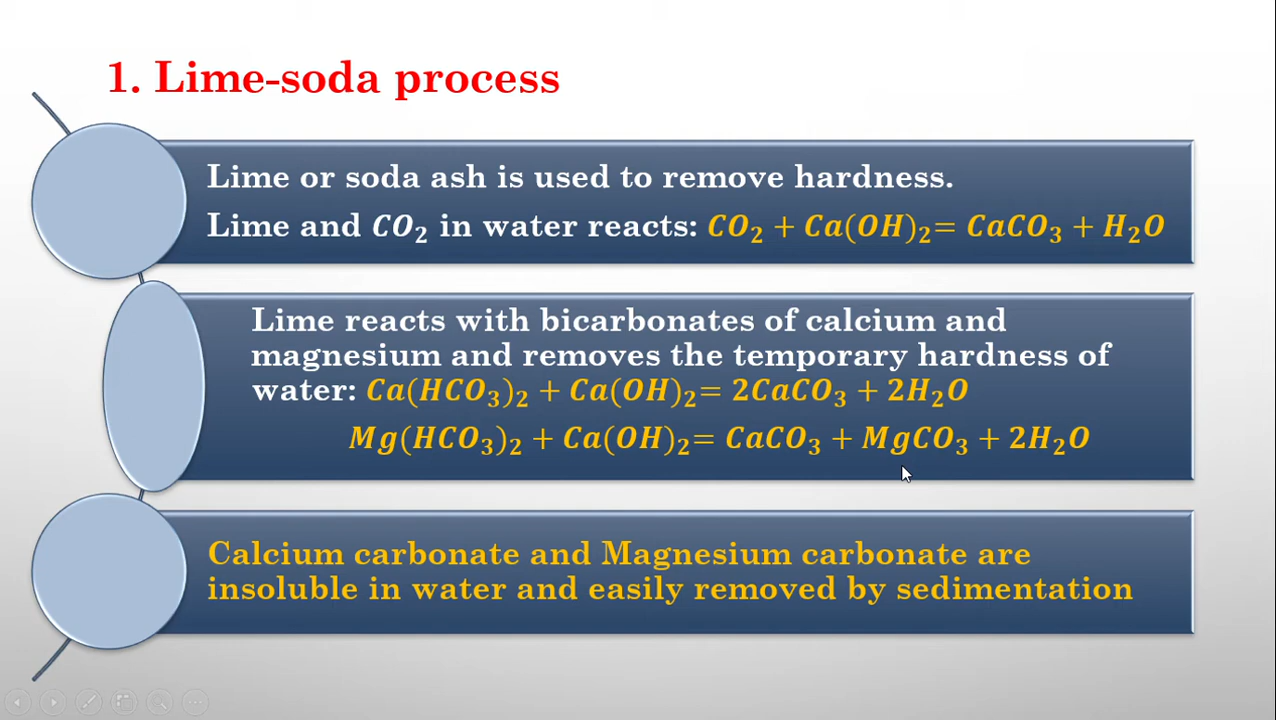 1. Lime-soda process
Lime or soda ash is used to remove hardness.
Lime and CO₂ in water reacts: CO₂ + Ca(OH)₂= CaCO₃ + H₂O
Lime reacts with bicarbonates of calcium and
magnesium and removes the temporary hardness of
water: Ca(HCO₃)₂ + Ca(OH)₂= 2CaCO₃ + 2H₂O
Mg(HCO₃)₂ + Ca(OH)₂= CaCO₃ + MgCO₃ + 2H₂O
Calcium carbonate and Magnesium carbonate are
insoluble in water and easily removed by sedimentation